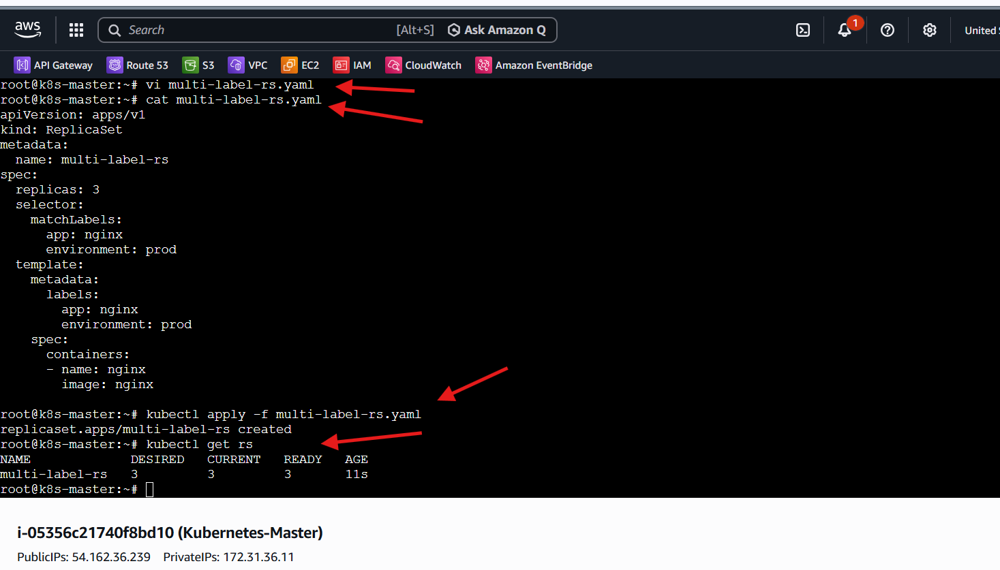 aws
Search [Alt+S] Ask Amazon Q 1 United
API Gateway Route 53 S3 VPC EC2 IAM CloudWatch Amazon EventBridge
root@k8s-master:~# vi multi-label-rs.yaml
root@k8s-master:~# cat multi-label-rs.yaml
apiVersion: apps/v1
kind: ReplicaSet
metadata:
  name: multi-label-rs
spec:
  replicas: 3
  selector:
    matchLabels:
      app: nginx
      environment: prod
  template:
    metadata:
      labels:
        app: nginx
        environment: prod
    spec:
      containers:
      - name: nginx
        image: nginx
root@k8s-master:~# kubectl apply -f multi-label-rs.yaml
replicaset.apps/multi-label-rs created
root@k8s-master:~# kubectl get rs
NAME             DESIRED   CURRENT   READY   AGE
multi-label-rs   3         3         3       11s
root@k8s-master:~#
i-05356c21740f8bd10 (Kubernetes-Master)
PublicIPs: 54.162.36.239 PrivateIPs: 172.31.36.11